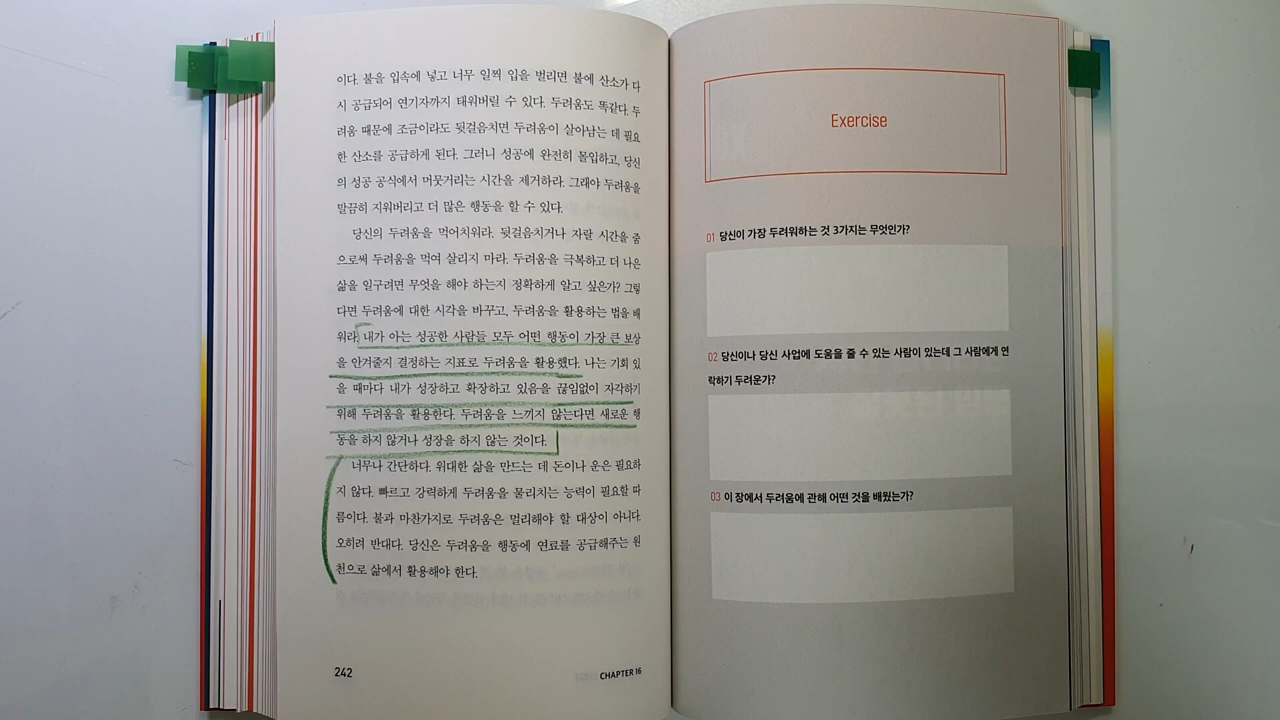 이다. 불을 입속에 넣고 너무 일찍 입을 벌리면 불에 산소가 다
시 공급되어 연기자까지 태워버릴 수 있다. 두려움도 똑같다. 두
려움 때문에 조금이라도 뒷걸음치면 두려움이 살아남는 데 필요
한 산소를 공급하게 된다. 그러니 성공에 완전히 몰입하고, 당신
의 성공 공식에서 머뭇거리는 시간을 제거하라. 그래야 두려움을
말끔히 지워버리고 더 많은 행동을 할 수 있다.
당신의 두려움을 먹어치워라. 뒷걸음치거나 자랄 시간을 줌
으로써 두려움을 먹여 살리지 마라. 두려움을 극복하고 더 나은
삶을 일구려면 무엇을 해야 하는지 정확하게 알고 싶은가? 그렇
다면 두려움에 대한 시각을 바꾸고, 두려움을 활용하는 법을 배
워라. 내가 아는 성공한 사람들 모두 어떤 행동이 가장 큰 보상
을 안겨줄지 결정하는 지표로 두려움을 활용했다. 나는 기회 있
을 때마다 내가 성장하고 확장하고 있음을 끊임없이 자각하기
위해 두려움을 활용한다. 두려움을 느끼지 않는다면 새로운 행
동을 하지 않거나 성장을 하지 않는 것이다.
너무나 간단하다. 위대한 삶을 만드는 데 돈이나 운은 필요하
지 않다. 빠르고 강력하게 두려움을 물리치는 능력이 필요할 따
름이다. 불과 마찬가지로 두려움은 멀리해야 할 대상이 아니다.
오히려 반대다. 당신은 두려움을 행동에 연료를 공급해주는 원
천으로 삶에서 활용해야 한다.
242
CHAPTER 16
Exercise
01 당신이 가장 두려워하는 것 3가지는 무엇인가?
02 당신이나 당신 사업에 도움을 줄 수 있는 사람이 있는데 그 사람에게 연
락하기 두려운가?
03 이 장에서 두려움에 관해 어떤 것을 배웠는가?